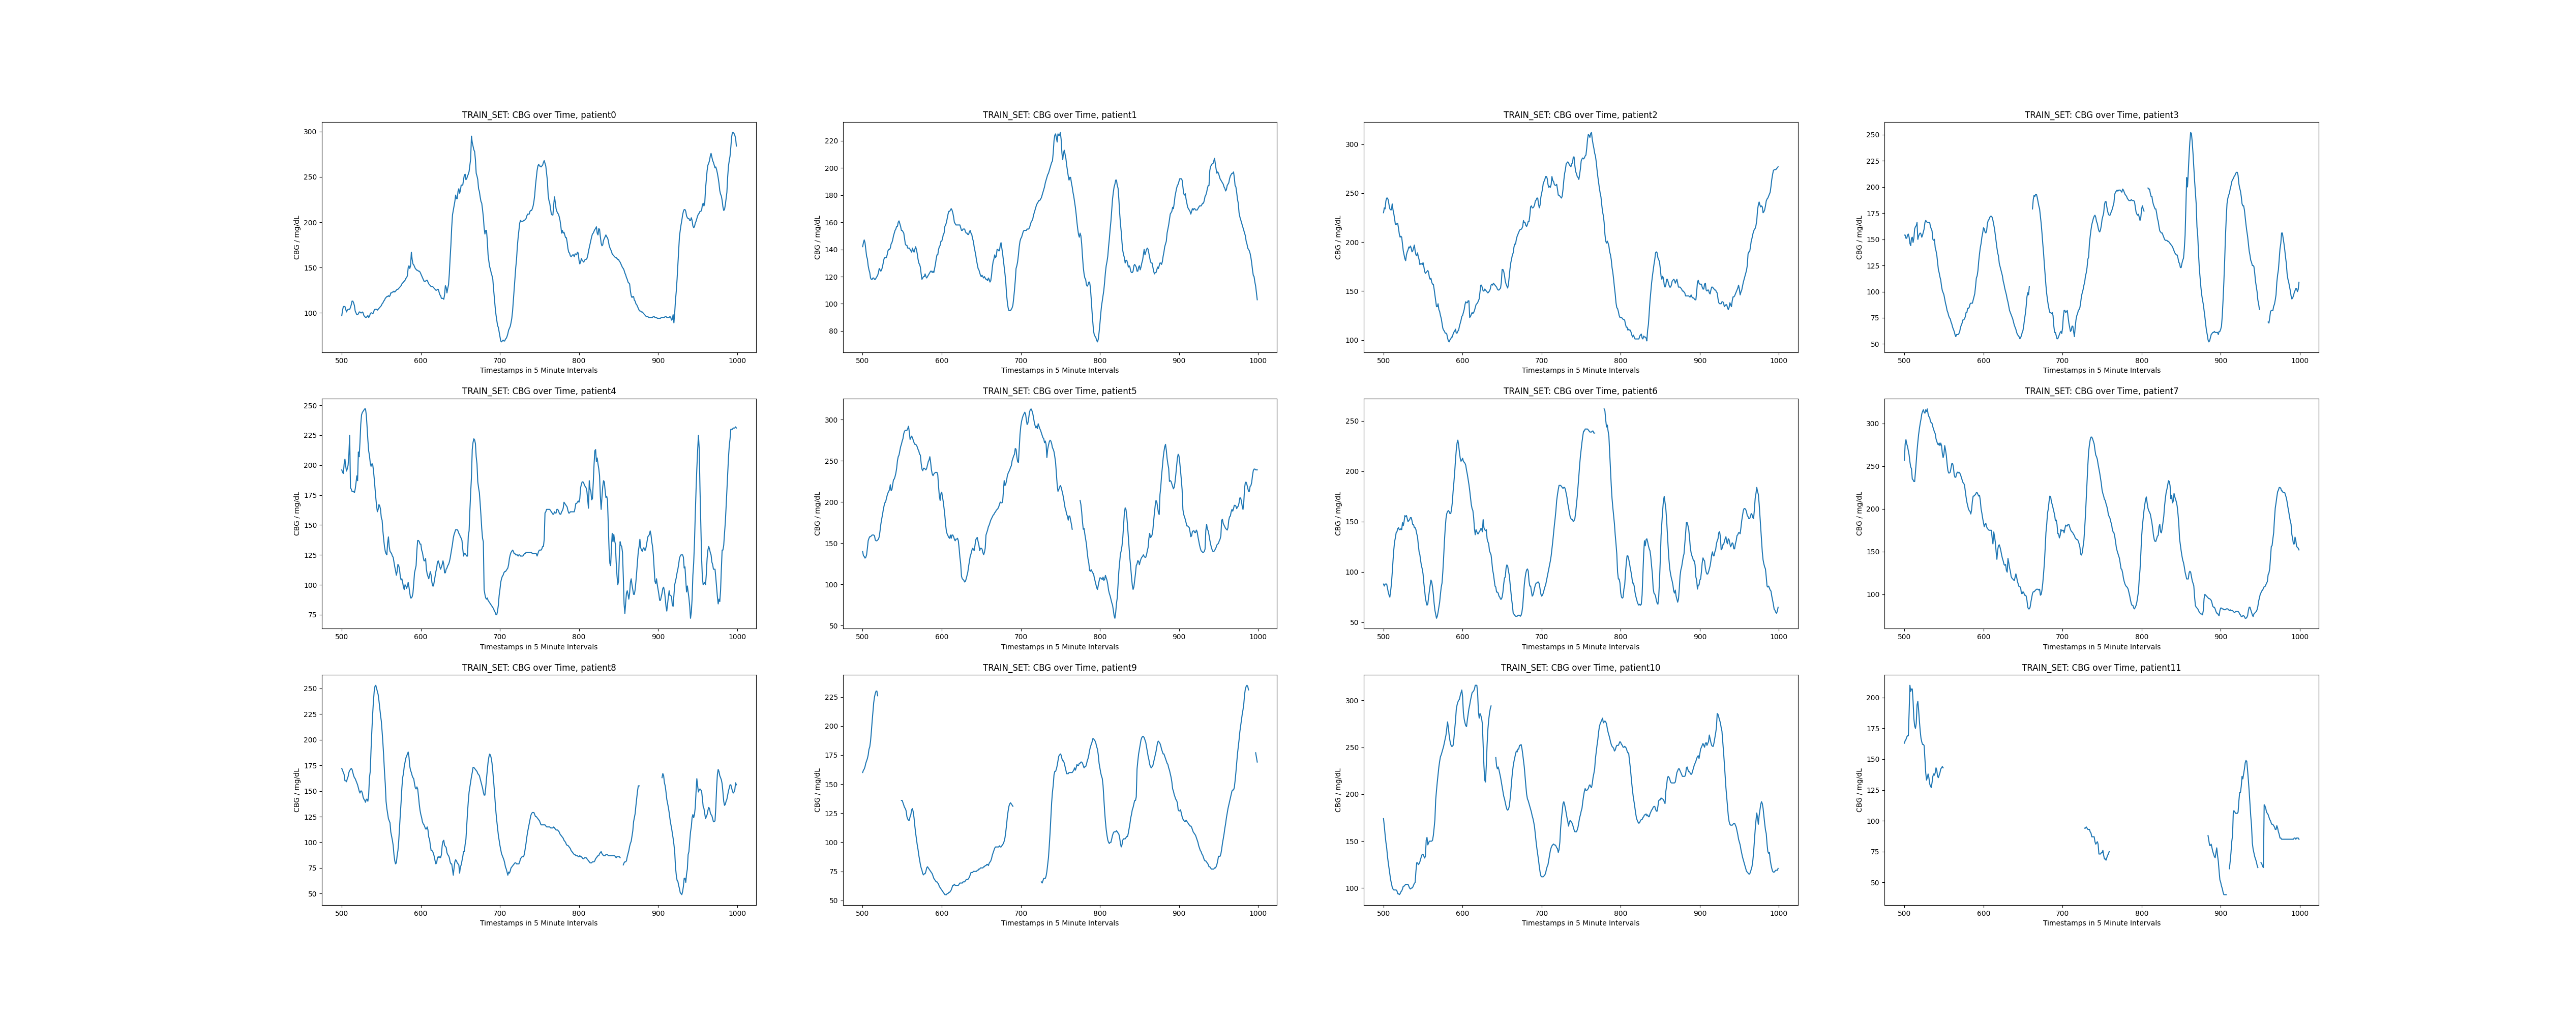 TRAIN_SET: CBG over Time, patient0
CBG / mg/dL
300
250
200
150
100
500 600 700 800 900 1000
Timestamps in 5 Minute Intervals
TRAIN_SET: CBG over Time, patient1
CBG / mg/dL
220
200
180
160
140
120
100
80
500 600 700 800 900 1000
Timestamps in 5 Minute Intervals
TRAIN_SET: CBG over Time, patient2
CBG / mg/dL
300
250
200
150
100
500 600 700 800 900 1000
Timestamps in 5 Minute Intervals
TRAIN_SET: CBG over Time, patient3
CBG / mg/dL
250
225
200
175
150
125
100
75
50
500 600 700 800 900 1000
Timestamps in 5 Minute Intervals
TRAIN_SET: CBG over Time, patient4
CBG / mg/dL
250
225
200
175
150
125
100
75
500 600 700 800 900 1000
Timestamps in 5 Minute Intervals
TRAIN_SET: CBG over Time, patient5
CBG / mg/dL
300
250
200
150
100
50
500 600 700 800 900 1000
Timestamps in 5 Minute Intervals
TRAIN_SET: CBG over Time, patient6
CBG / mg/dL
250
200
150
100
50
500 600 700 800 900 1000
Timestamps in 5 Minute Intervals
TRAIN_SET: CBG over Time, patient7
CBG / mg/dL
300
250
200
150
100
500 600 700 800 900 1000
Timestamps in 5 Minute Intervals
TRAIN_SET: CBG over Time, patient8
CBG / mg/dL
250
225
200
175
150
125
100
75
50
500 600 700 800 900 1000
Timestamps in 5 Minute Intervals
TRAIN_SET: CBG over Time, patient9
CBG / mg/dL
225
200
175
150
125
100
75
50
500 600 700 800 900 1000
Timestamps in 5 Minute Intervals
TRAIN_SET: CBG over Time, patient10
CBG / mg/dL
300
250
200
150
100
500 600 700 800 900 1000
Timestamps in 5 Minute Intervals
TRAIN_SET: CBG over Time, patient11
CBG / mg/dL
200
175
150
125
100
75
50
500 600 700 800 900 1000
Timestamps in 5 Minute Intervals